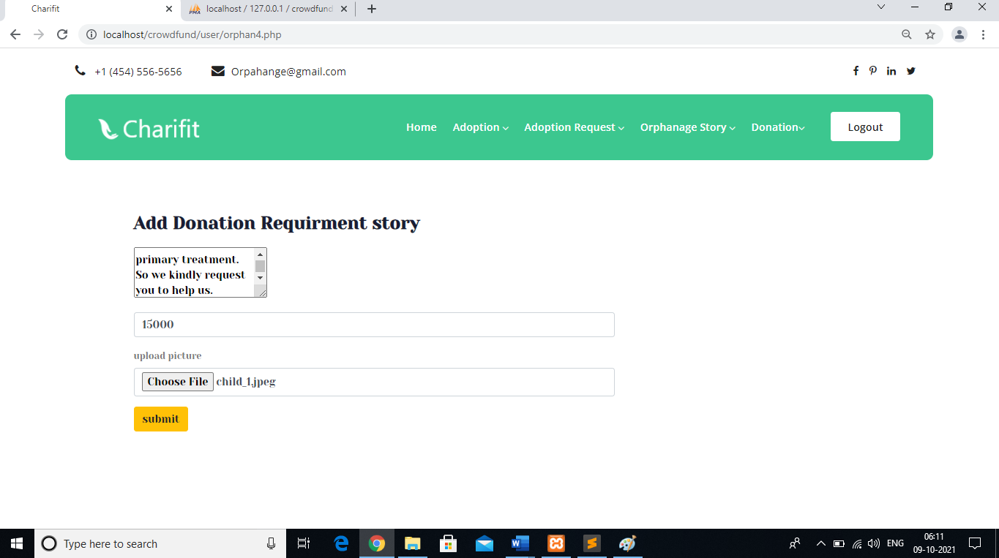 Charifit
localhost / 127.0.0.1 / crowdfund
localhost/crowdfund/user/orphan4.php
+1 (454) 556-5656
Orpahange@gmail.com
Charifit
Home
Adoption
Adoption Request
Orphanage Story
Donation
Logout
Add Donation Requirment story
primary treatment.
So we kindly request
you to help us.
15000
upload picture
Choose File child_1.jpeg
submit
Type here to search
ENG
06:11
09-10-2021